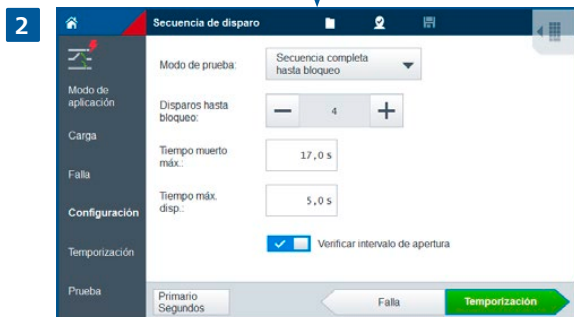 2
Secuencia de disparo
Modo de
aplicación
Carga
Falla
Configuración
Temporización
Prueba
Modo de prueba:
Secuencia completa
hasta bloqueo
Disparos hasta
bloqueo:
4
Tiempo muerto
máx.:
17,0 s
Tiempo máx.
disp.:
5,0 s
Verificar intervalo de apertura
Primario
Segundos
Falla
Temporización